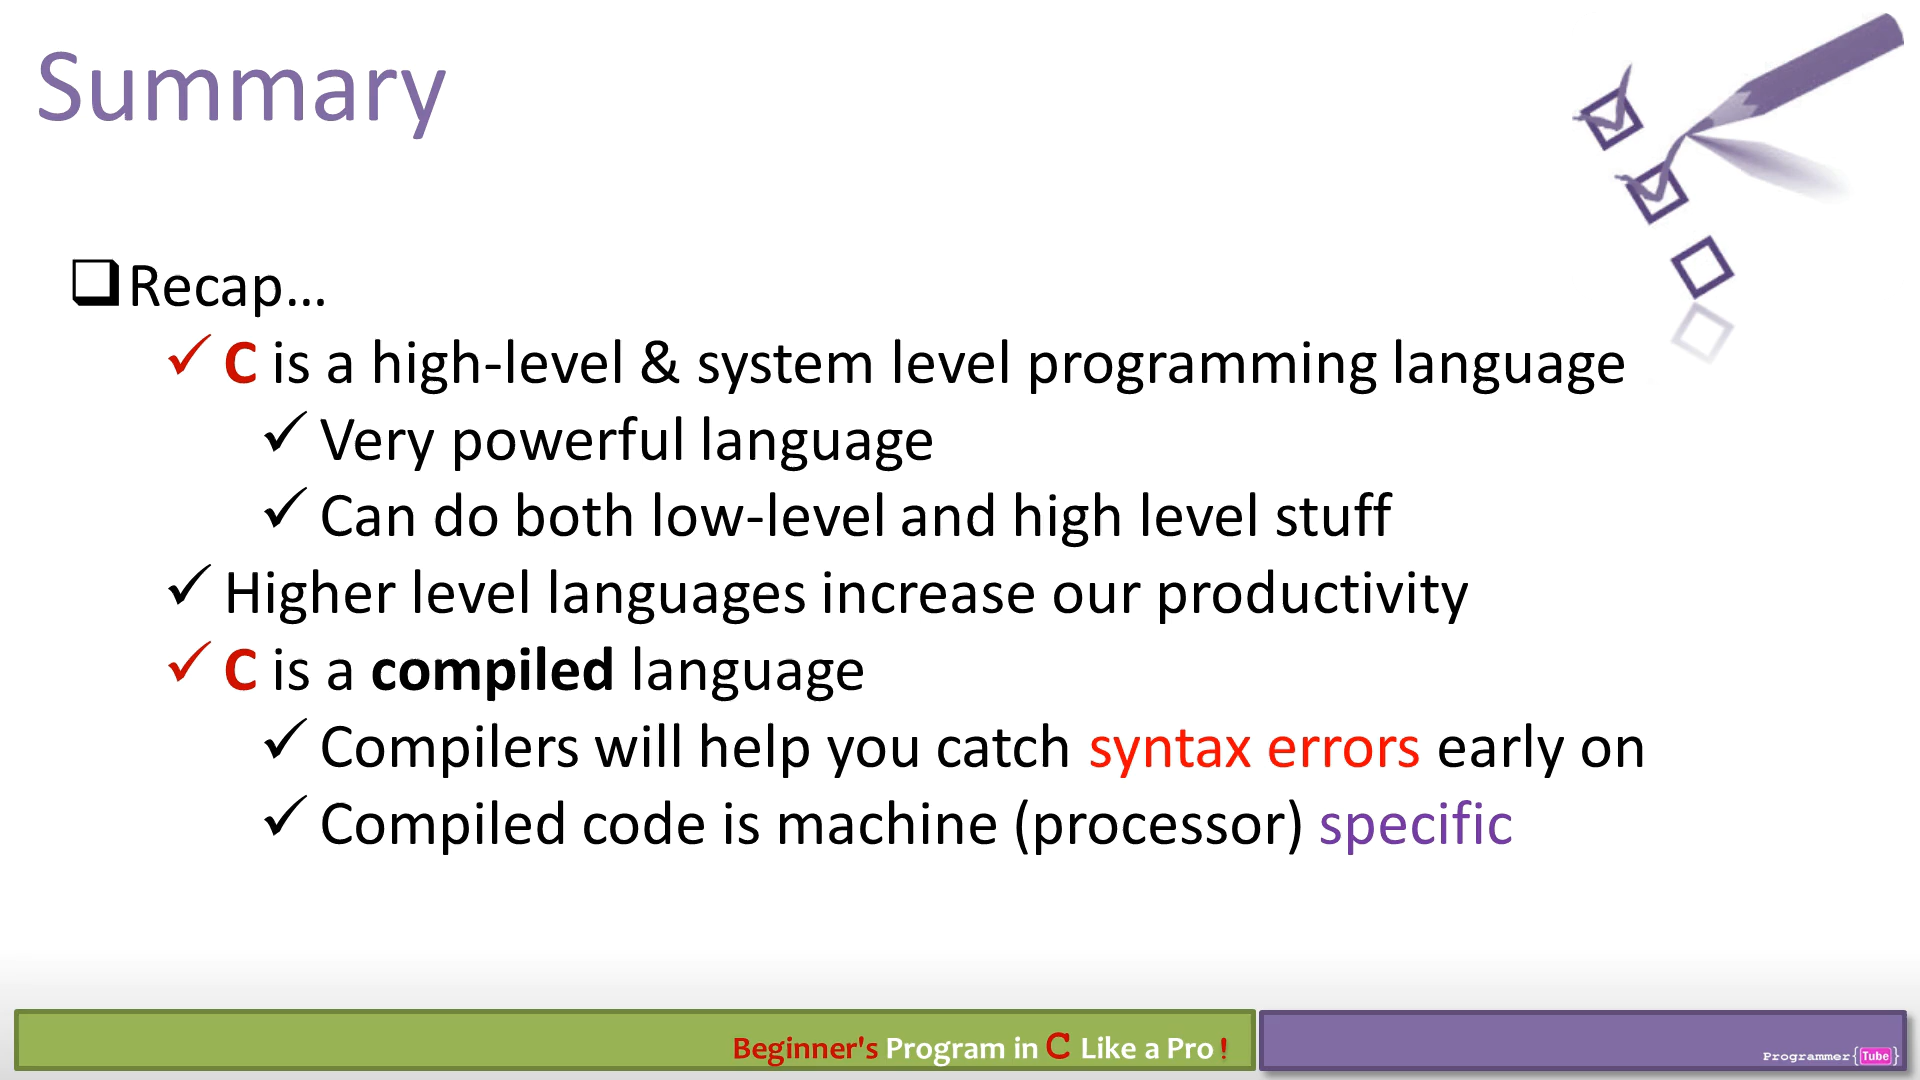 Summary
Recap...
C is a high-level & system level programming language
Very powerful language
Can do both low-level and high level stuff
Higher level languages increase our productivity
C is a compiled language
Compilers will help you catch syntax errors early on
Compiled code is machine (processor) specific
Beginner's Program in C Like a Pro!
Programmer{Tube}